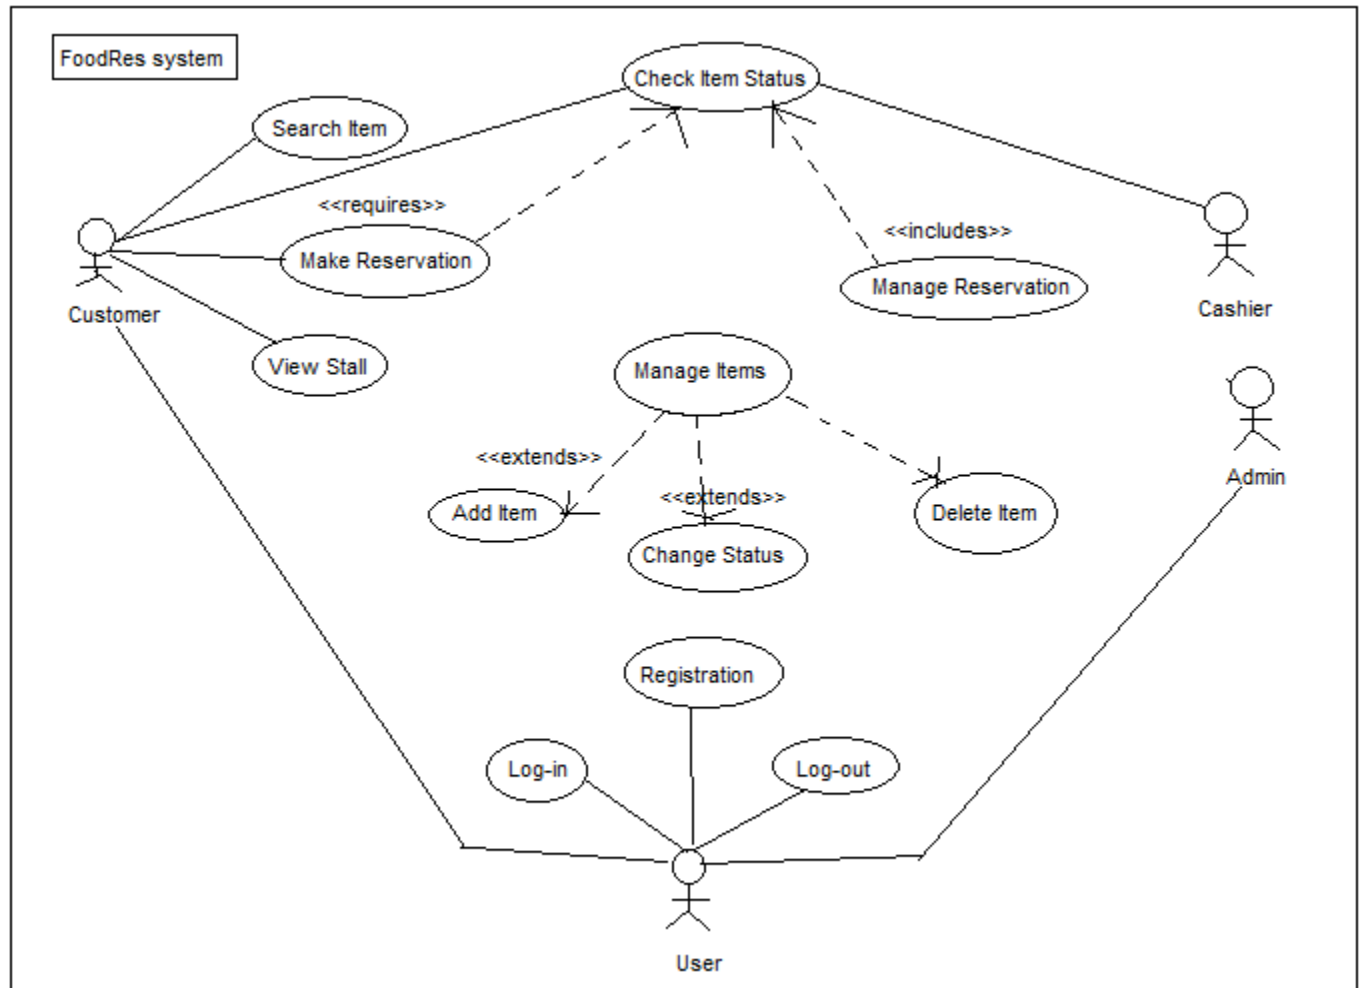 FoodRes system
Check Item Status
Search Item
<<requires>>
<<includes>>
Make Reservation
Manage Reservation
Customer
Cashier
View Stall
Manage Items
<<extends>>
Admin
<<extends>>
Add Item
Delete Item
Change Status
Registration
Log-in
Log-out
User